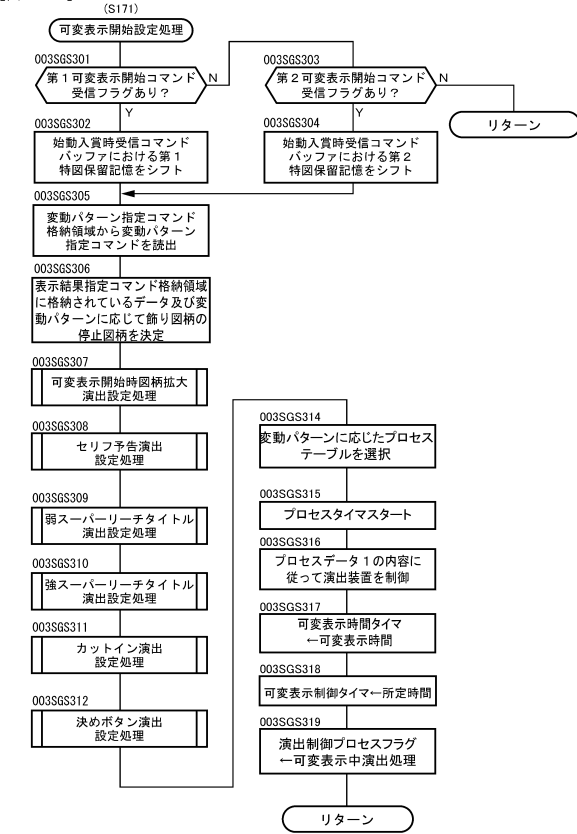 (S171)
可変表示開始設定処理
003SGS301
第1可変表示開始コマンド
受信フラグあり？
N
Y
003SGS303
第2可変表示開始コマンド
受信フラグあり？
N
Y
リターン
003SGS302
始動入賞時受信コマンド
バッファにおける第1
特図保留記憶をシフト
003SGS304
始動入賞時受信コマンド
バッファにおける第2
特図保留記憶をシフト
003SGS305
変動パターン指定コマンド
格納領域から変動パターン
指定コマンドを読出
003SGS306
表示結果指定コマンド格納領域
に格納されているデータ及び変
動パターンに応じて飾り図柄の
停止図柄を決定
003SGS307
可変表示開始時図柄拡大
演出設定処理
003SGS308
セリフ予告演出
設定処理
003SGS309
弱スーパーリーチタイトル
演出設定処理
003SGS310
強スーパーリーチタイトル
演出設定処理
003SGS311
カットイン演出
設定処理
003SGS312
決めボタン演出
設定処理
003SGS314
変動パターンに応じたプロセス
テーブルを選択
003SGS315
プロセスタイマスタート
003SGS316
プロセスデータ1の内容に
従って演出装置を制御
003SGS317
可変表示時間タイマ
←可変表示時間
003SGS318
可変表示制御タイマ←所定時間
003SGS319
演出制御プロセスフラグ
←可変表示中演出処理
リターン